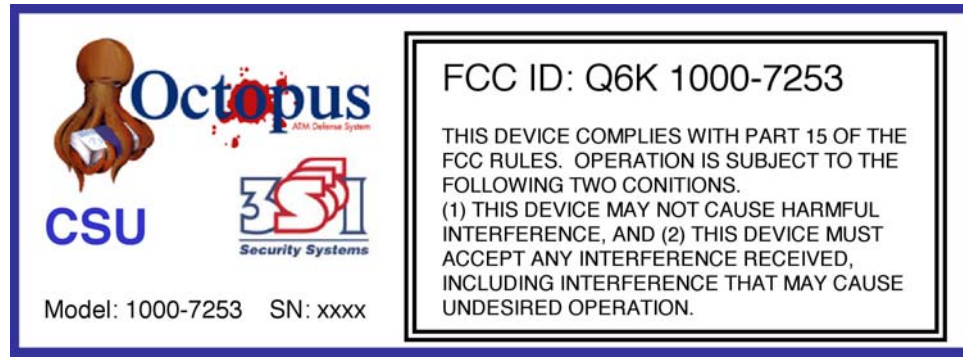 Octopus
ATM Defense System
CSU
3SI
Security Systems
Model: 1000-7253 SN: xxxx
FCC ID: Q6K 1000-7253
THIS DEVICE COMPLIES WITH PART 15 OF THE
FCC RULES. OPERATION IS SUBJECT TO THE
FOLLOWING TWO CONITIONS.
(1) THIS DEVICE MAY NOT CAUSE HARMFUL
INTERFERENCE, AND (2) THIS DEVICE MUST
ACCEPT ANY INTERFERENCE RECEIVED,
INCLUDING INTERFERENCE THAT MAY CAUSE
UNDESIRED OPERATION.